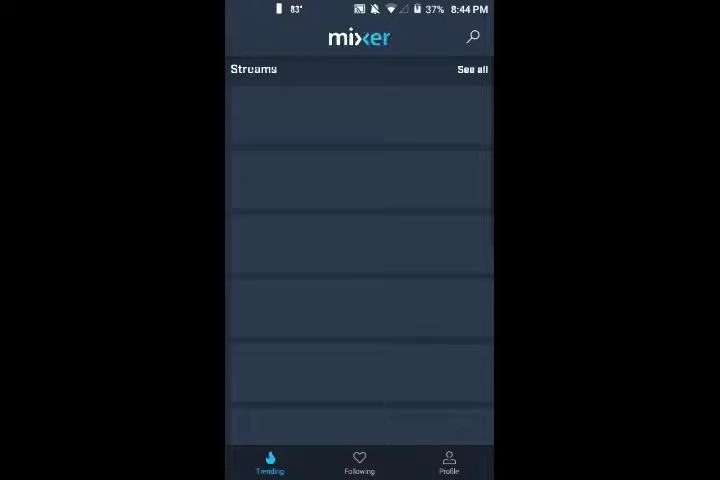 83° 37% 8:44 PM
mixer
Streams See all
Trending Following Profile